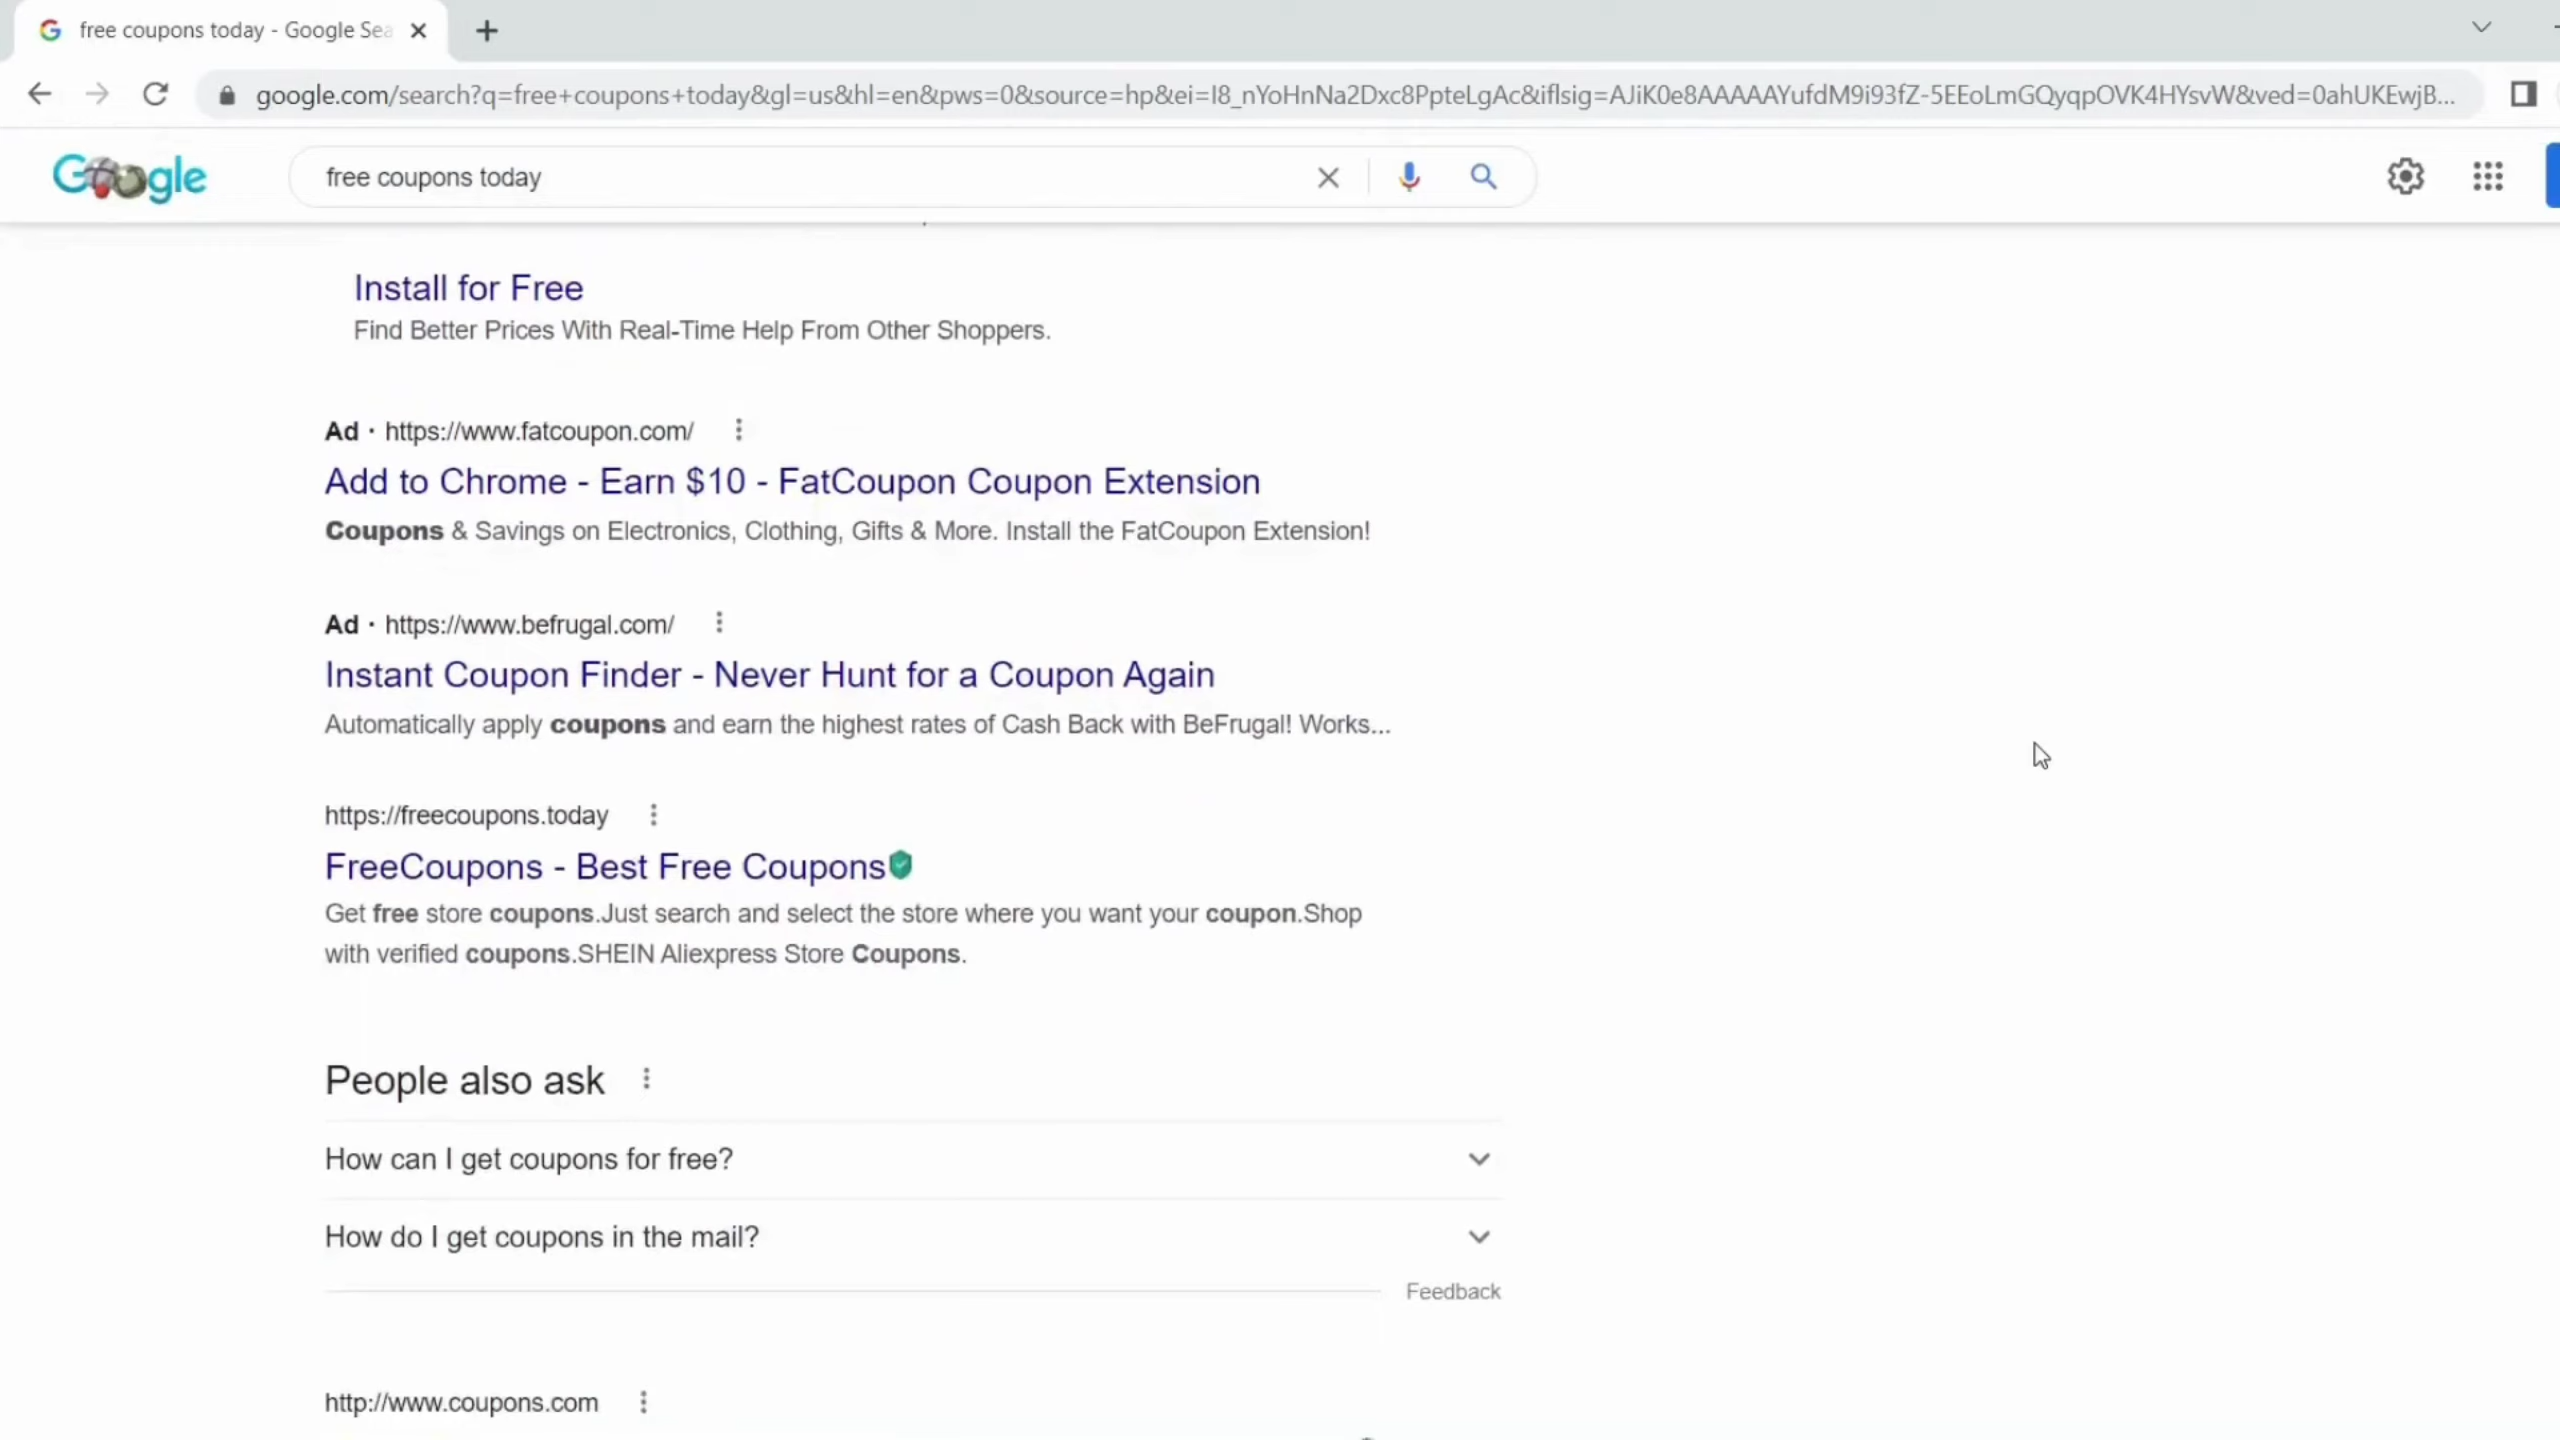 free coupons today - Google Sea
google.com/search?q=free+coupons+today&gl=us&hl=en&pws=0&source=hp&ei=I8_nYoHnNa2Dxc8PpteLgAc&iflsig=AJiK0e8AAAAAYufdM9i93fZ-5EEoLmGQyqpOVK4HYsvW&ved=0ahUKEwjB...
Google
free coupons today
Install for Free
Find Better Prices With Real-Time Help From Other Shoppers.
Ad · https://www.fatcoupon.com/
Add to Chrome - Earn $10 - FatCoupon Coupon Extension
Coupons & Savings on Electronics, Clothing, Gifts & More. Install the FatCoupon Extension!
Ad · https://www.befrugal.com/
Instant Coupon Finder - Never Hunt for a Coupon Again
Automatically apply coupons and earn the highest rates of Cash Back with BeFrugal! Works...
https://freecoupons.today
FreeCoupons - Best Free Coupons
Get free store coupons.Just search and select the store where you want your coupon.Shop
with verified coupons.SHEIN Aliexpress Store Coupons.
People also ask
How can I get coupons for free?
How do I get coupons in the mail?
Feedback
http://www.coupons.com